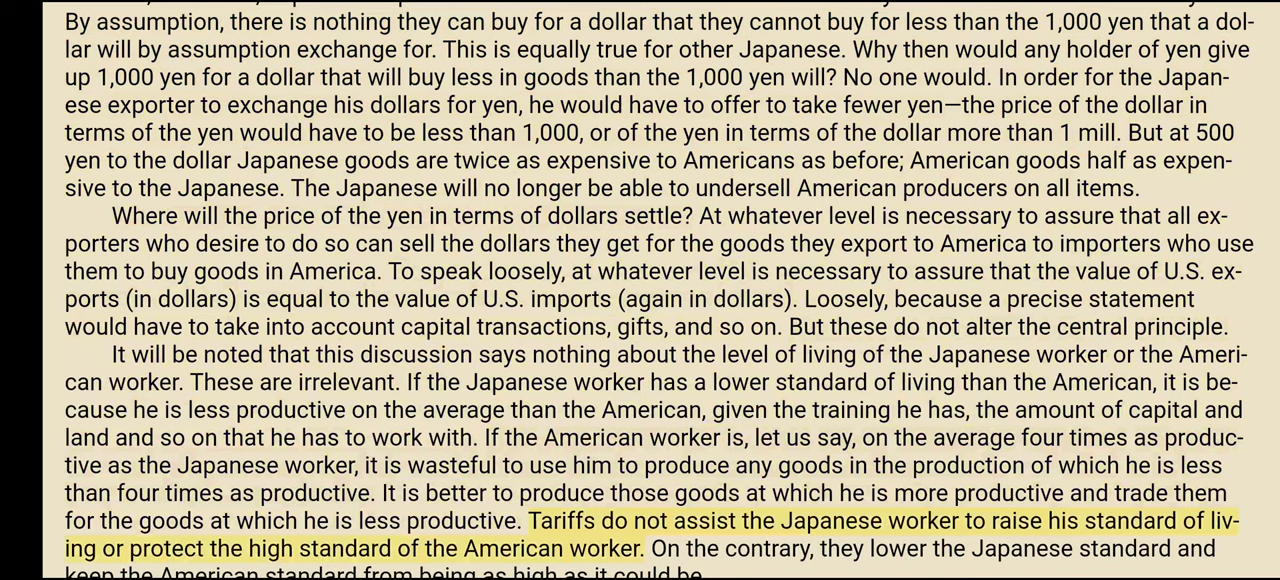 By assumption, there is nothing they can buy for a dollar that they cannot buy for less than the 1,000 yen that a dol-
lar will by assumption exchange for. This is equally true for other Japanese. Why then would any holder of yen give
up 1,000 yen for a dollar that will buy less in goods than the 1,000 yen will? No one would. In order for the Japan-
ese exporter to exchange his dollars for yen, he would have to offer to take fewer yen—the price of the dollar in
terms of the yen would have to be less than 1,000, or of the yen in terms of the dollar more than 1 mill. But at 500
yen to the dollar Japanese goods are twice as expensive to Americans as before; American goods half as expen-
sive to the Japanese. The Japanese will no longer be able to undersell American producers on all items.
Where will the price of the yen in terms of dollars settle? At whatever level is necessary to assure that all ex-
porters who desire to do so can sell the dollars they get for the goods they export to America to importers who use
them to buy goods in America. To speak loosely, at whatever level is necessary to assure that the value of U.S. ex-
ports (in dollars) is equal to the value of U.S. imports (again in dollars). Loosely, because a precise statement
would have to take into account capital transactions, gifts, and so on. But these do not alter the central principle.
It will be noted that this discussion says nothing about the level of living of the Japanese worker or the Ameri-
can worker. These are irrelevant. If the Japanese worker has a lower standard of living than the American, it is be-
cause he is less productive on the average than the American, given the training he has, the amount of capital and
land and so on that he has to work with. If the American worker is, let us say, on the average four times as produc-
tive as the Japanese worker, it is wasteful to use him to produce any goods in the production of which he is less
than four times as productive. It is better to produce those goods at which he is more productive and trade them
for the goods at which he is less productive. Tariffs do not assist the Japanese worker to raise his standard of liv-
ing or protect the high standard of the American worker. On the contrary, they lower the Japanese standard and
keep the American standard from being as high as it could be.